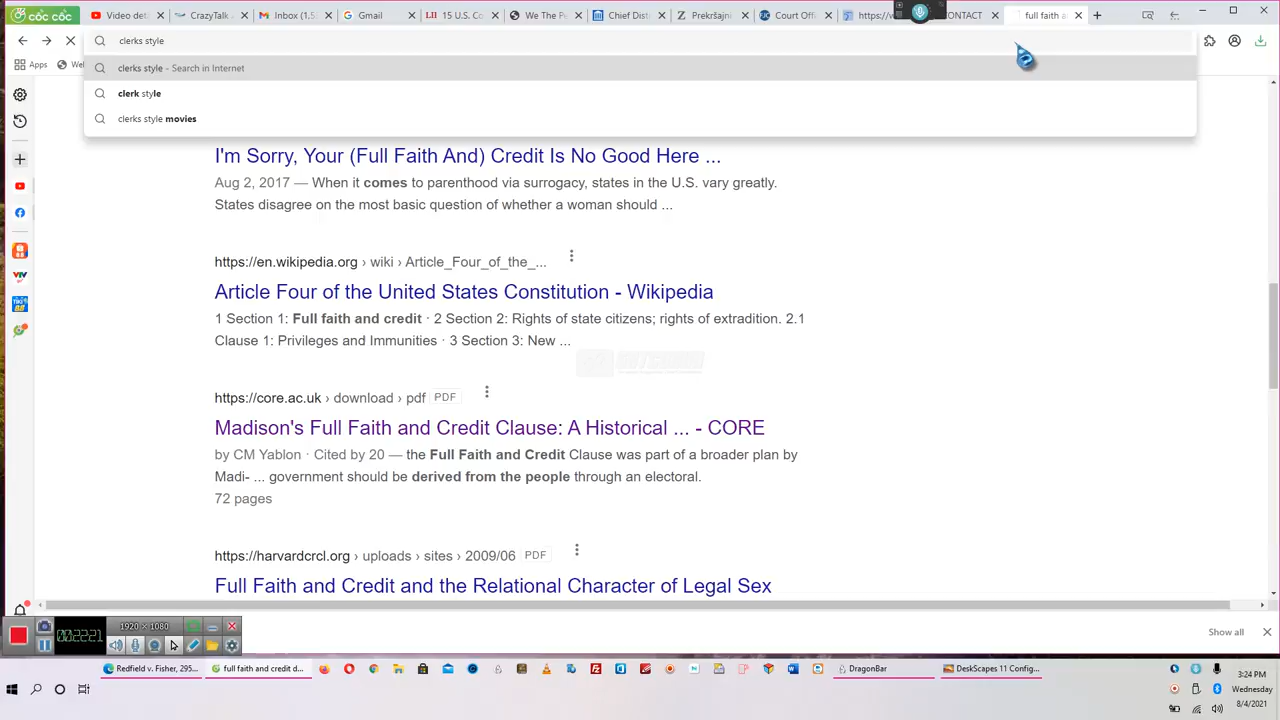 cốc cốc
Video det
CrazyTalk
Inbox (1,5
Gmail
LII 15 U.S. C
We The P
Chief Distr
Z PrekrŠajn
Court Offi
https://w
CONTACT
full faith a
clerks style
clerks style - Search in Internet
clerk style
clerks style movies
Apps
I'm Sorry, Your (Full Faith And) Credit Is No Good Here ...
Aug 2, 2017 — When it comes to parenthood via surrogacy, states in the U.S. vary greatly.
States disagree on the most basic question of whether a woman should ...
https://en.wikipedia.org › wiki › Article_Four_of_the_...
Article Four of the United States Constitution - Wikipedia
1 Section 1: Full faith and credit · 2 Section 2: Rights of state citizens; rights of extradition. 2.1
Clause 1: Privileges and Immunities · 3 Section 3: New ...
https://core.ac.uk › download › pdf PDF
Madison's Full Faith and Credit Clause: A Historical ... - CORE
by CM Yablon · Cited by 20 — the Full Faith and Credit Clause was part of a broader plan by
Madi- ... government should be derived from the people through an electoral.
72 pages
https://harvardcrcl.org › uploads › sites › 2009/06 PDF
Full Faith and Credit and the Relational Character of Legal Sex
1920 × 1080
00:22:21
Show all
Redfield v. Fisher, 295...
full faith and credit d...
DragonBar
DeskScapes 11 Config...
3:24 PM
Wednesday
8/4/2021